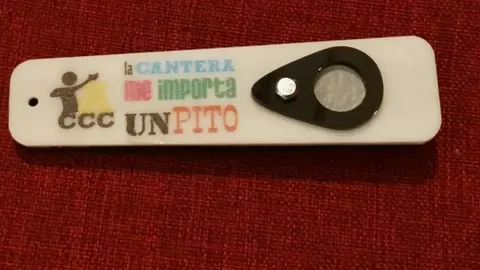 CCC
la CANTERA
me importa
UN PITO